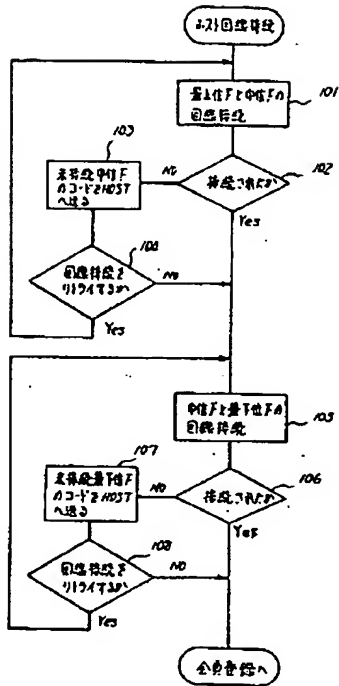 ホスト回線接続
最上位Fと中位Fの
回線接続
101
接続されたか
102
No
Yes
103
未接続中位F
のコードをHOST
へ送る
104
回線接続を
リトライするか
No
Yes
中位Fと最下位Fの
回線接続
105
接続されたか
106
No
Yes
107
未接続最下位F
のコードをHOST
へ送る
108
回線接続を
リトライするか
No
Yes
会員登録へ